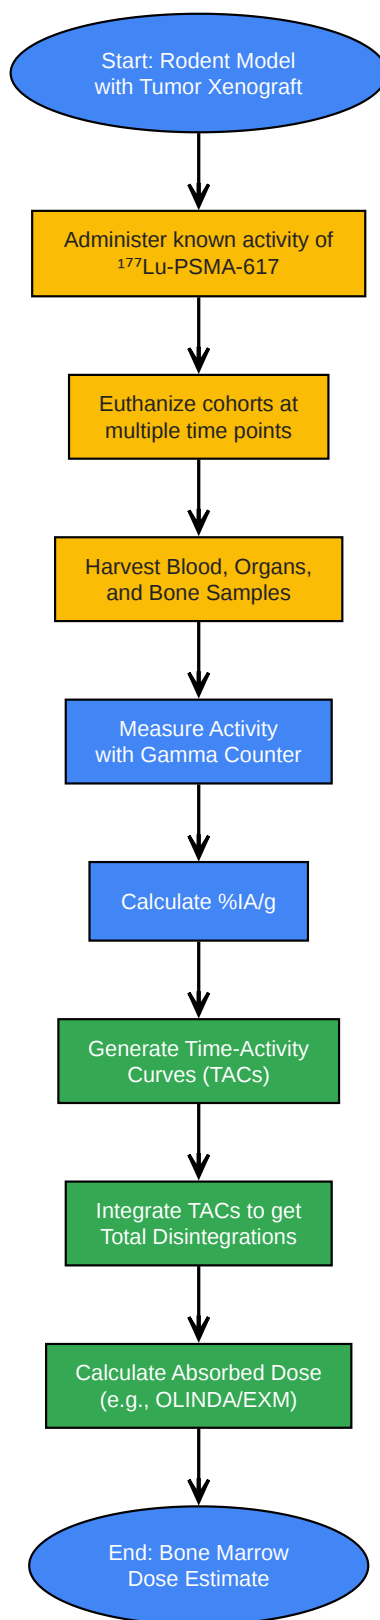 Start: Rodent Model
with Tumor Xenograft
Administer known activity of
¹⁷⁷Lu-PSMA-617
Euthanize cohorts at
multiple time points
Harvest Blood, Organs,
and Bone Samples
Measure Activity
with Gamma Counter
Calculate %IA/g
Generate Time-Activity
Curves (TACs)
Integrate TACs to get
Total Disintegrations
Calculate Absorbed Dose
(e.g., OLINDA/EXM)
End: Bone Marrow
Dose Estimate